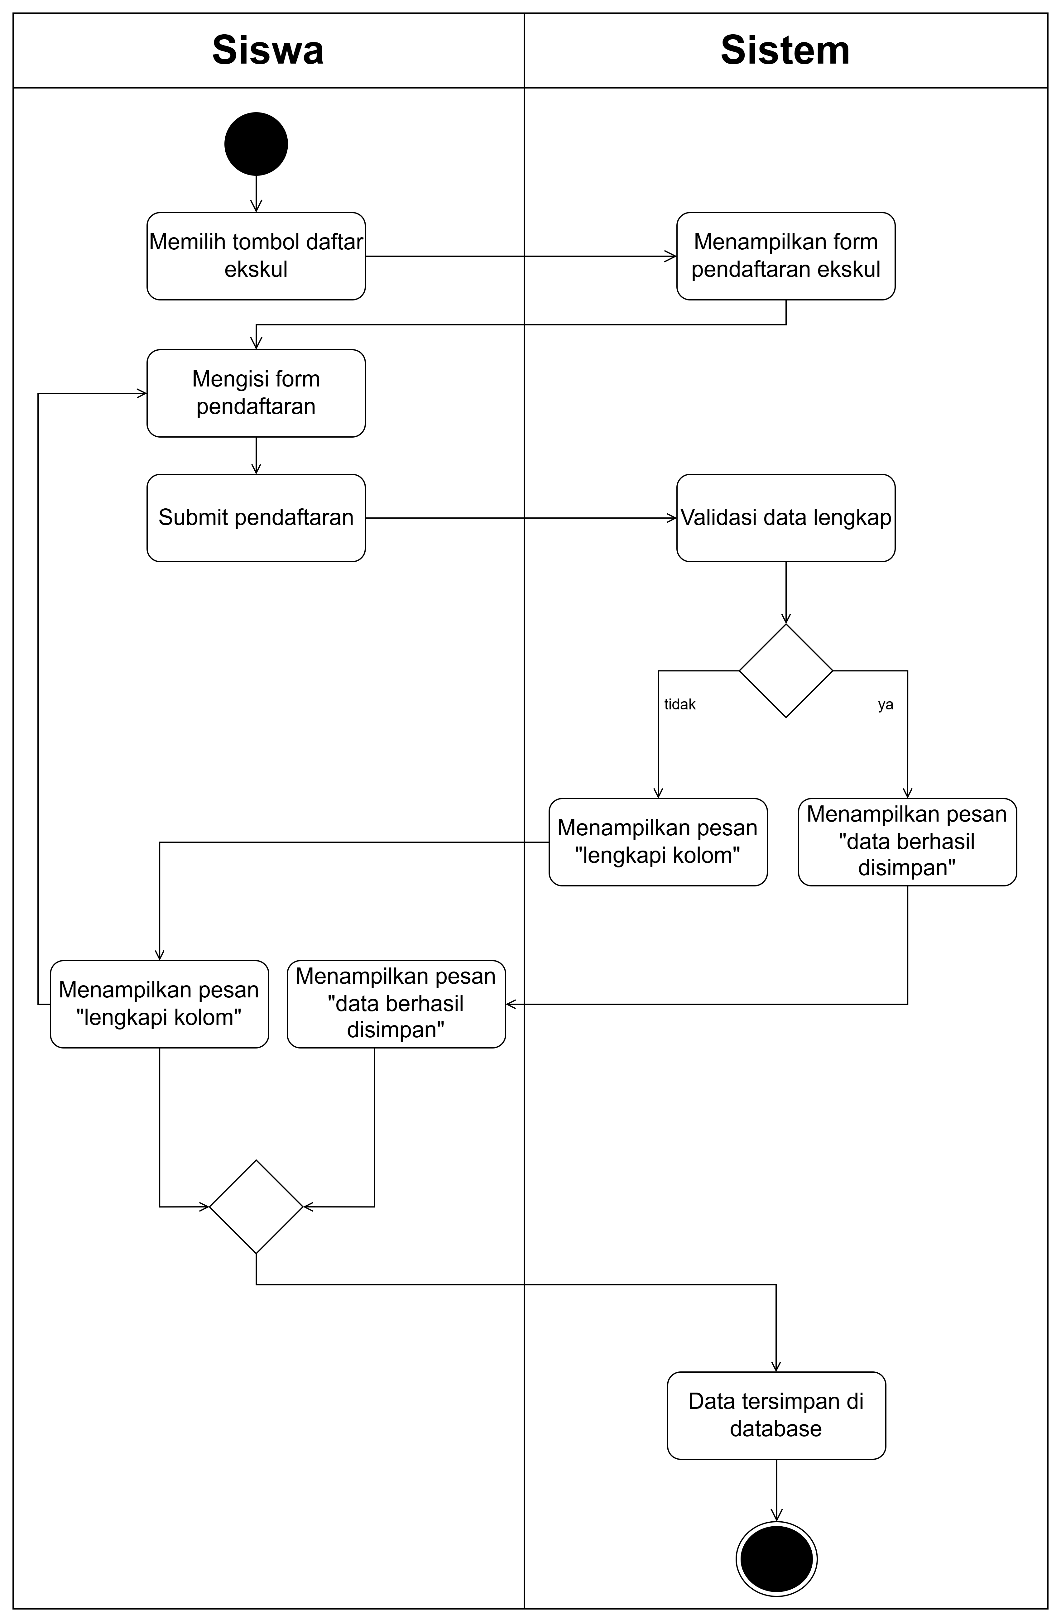 Siswa
Sistem
Memilih tombol daftar
ekskul
Menampilkan form
pendaftaran ekskul
Mengisi form
pendaftaran
Submit pendaftaran
Validasi data lengkap
tidak
ya
Menampilkan pesan
"lengkapi kolom"
Menampilkan pesan
"data berhasil
disimpan"
Menampilkan pesan
"lengkapi kolom"
Menampilkan pesan
"data berhasil
disimpan"
Data tersimpan di
database